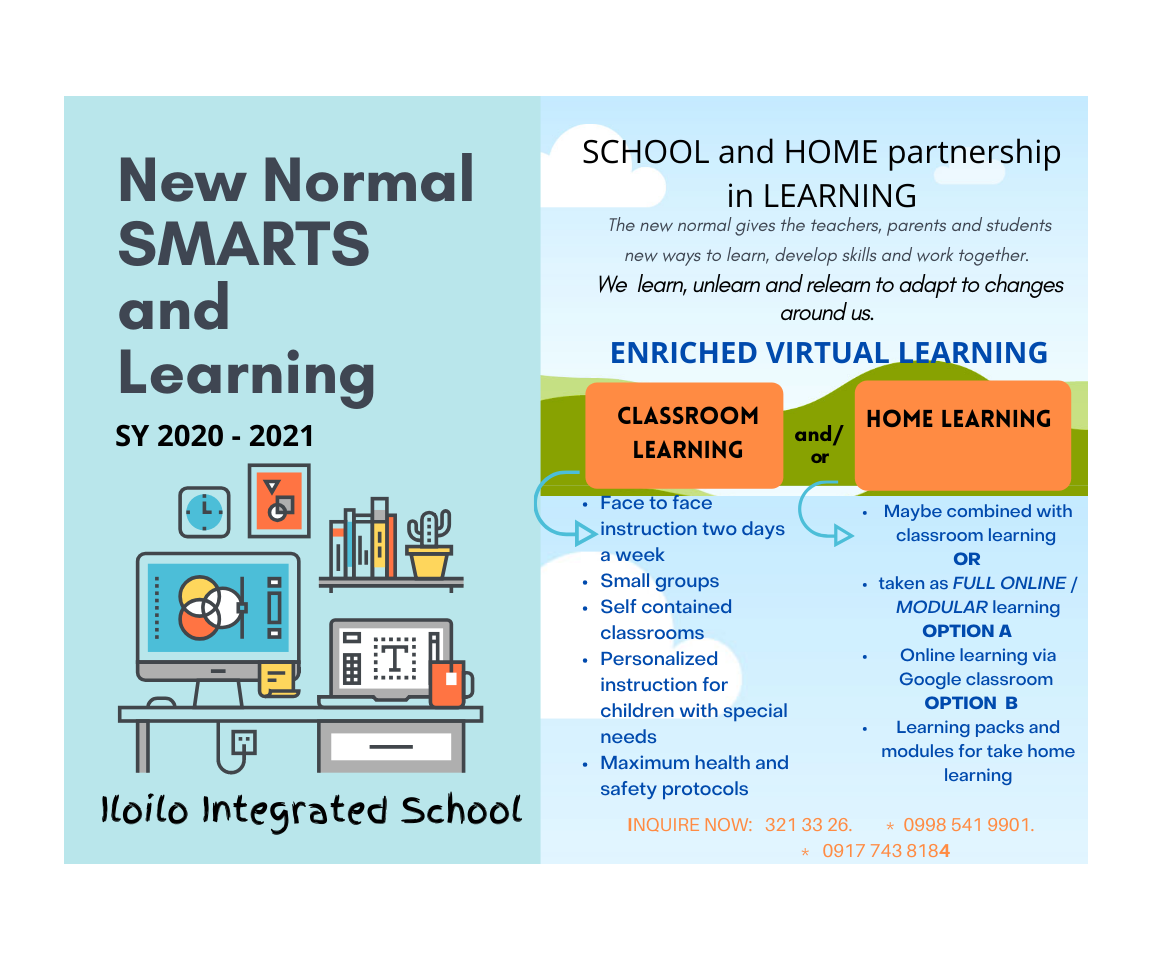 New Normal
SMARTS
and
Learning
SY 2020 - 2021
T
Iloilo Integrated School
SCHOOL and HOME partnership
in LEARNING
The new normal gives the teachers, parents and students
new ways to learn, develop skills and work together.
We learn, unlearn and relearn to adapt to changes
around us.
ENRICHED VIRTUAL LEARNING
CLASSROOM
LEARNING
and/
or
HOME LEARNING
• Face to face
instruction two days
a week
• Small groups
• Self contained
classrooms
• Personalized
instruction for
children with special
needs
• Maximum health and
safety protocols
• Maybe combined with
classroom learning
OR
• taken as FULL ONLINE /
MODULAR learning
OPTION A
• Online learning via
Google classroom
OPTION B
• Learning packs and
modules for take home
learning
INQUIRE NOW: 321 33 26. * 0998 541 9901.
* 0917 743 8184